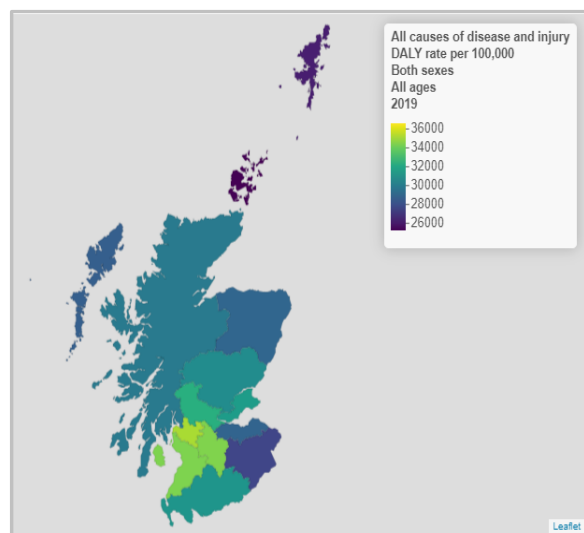 All causes of disease and injury
DALY rate per 100,000
Both sexes
All ages
2019
36000
34000
32000
30000
28000
26000
Leaflet